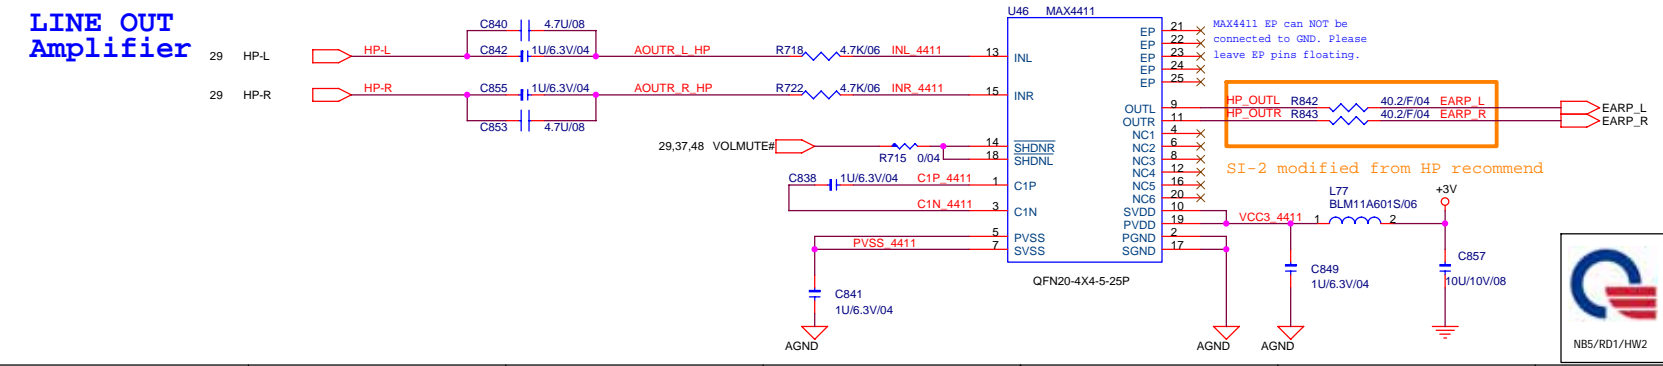 LINE OUT
Amplifier
29 HP-L
HP-L
C840 4.7U/08
C842 1U/6.3V/04
AOUTR_L_HP
R718 4.7K/06
INL_4411
29 HP-R
HP-R
C855 1U/6.3V/04
C853 4.7U/08
AOUTR_R_HP
R722 4.7K/06
INR_4411
29,37,48 VOLMUTE#
R715 0/04
C838 1U/6.3V/04
C1P_4411
C1N_4411
PVSS_4411
C841
1U/6.3V/04
AGND
U46 MAX4411
13 INL
15 INR
14 SHDNR
18 SHDNL
1 C1P
3 C1N
5 PVSS
7 SVSS
EP 21
EP 22
EP 23
EP 24
EP 25
OUTL 9
OUTR 11
NC1 4
NC2 6
NC3 8
NC4 12
NC5 16
NC6 20
SVDD 10
PVDD 19
PGND 2
SGND 17
QFN20-4X4-5-25P
MAX4411 EP can NOT be
connected to GND. Please
leave EP pins floating.
HP_OUTL R842 40.2/F/04 EARP_L
HP_OUTR R843 40.2/F/04 EARP_R
EARP_L
EARP_R
SI-2 modified from HP recommend
L77
BLM11A601S/06
+3V
VCC3_4411 1 2
C849
1U/6.3V/04
C857
10U/10V/08
AGND
AGND
NB5/RD1/HW2